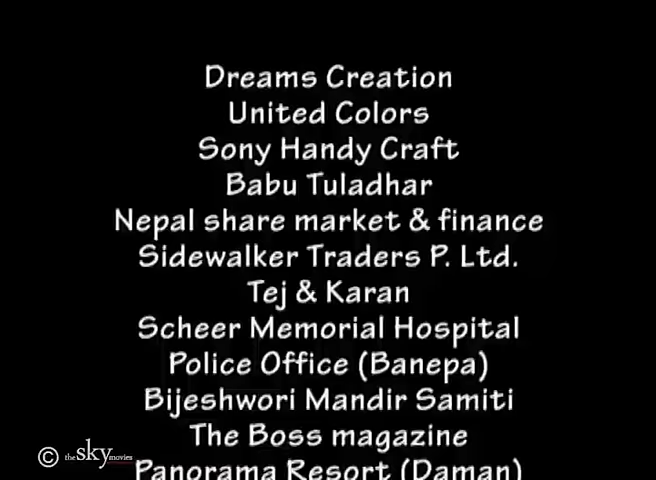 Dreams Creation
United Colors
Sony Handy Craft
Babu Tuladhar
Nepal share market & finance
Sidewalker Traders P. Ltd.
Tej & Karan
Scheer Memorial Hospital
Police Office (Banepa)
Bijeshwori Mandir Samiti
The Boss magazine
Panorama Resort (Daman)
© the sky movies